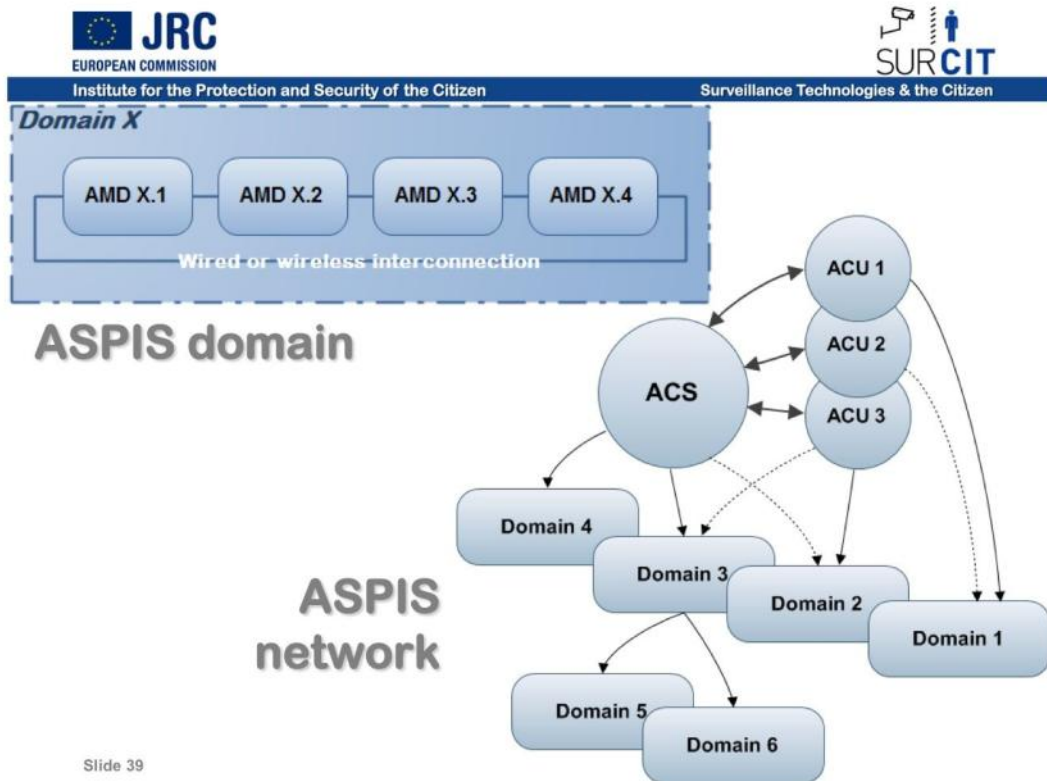 JRC
EUROPEAN COMMISSION
SURCIT
Institute for the Protection and Security of the Citizen
Surveillance Technologies & the Citizen
Domain X
AMD X.1
AMD X.2
AMD X.3
AMD X.4
Wired or wireless interconnection
ASPIS domain
ACU 1
ACU 2
ACU 3
ACS
Domain 4
Domain 3
Domain 2
Domain 1
ASPIS
network
Domain 5
Domain 6
Slide 39